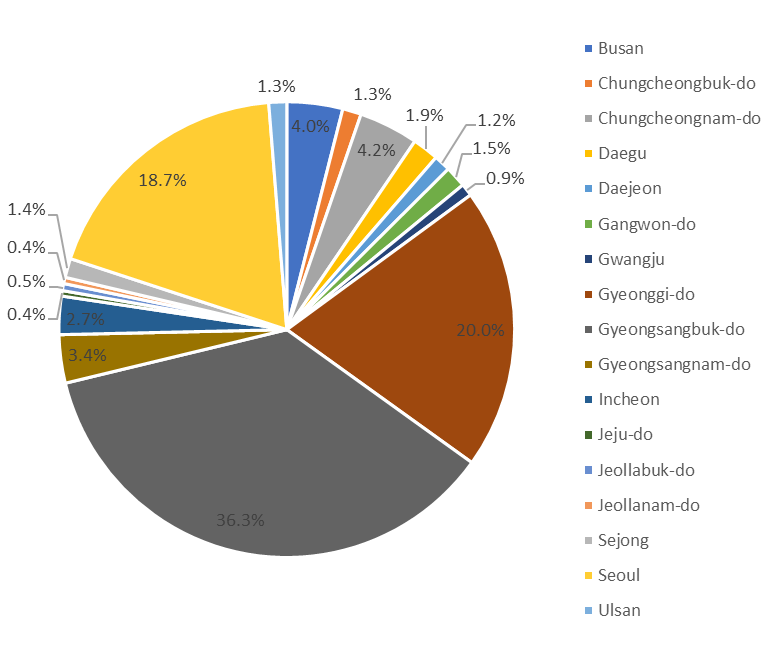 1.3%
4.0%
1.3%
4.2%
1.9%
1.2%
1.5%
0.9%
20.0%
36.3%
3.4%
2.7%
0.4%
0.5%
0.4%
1.4%
18.7%
Busan
Chungcheongbuk-do
Chungcheongnam-do
Daegu
Daejeon
Gangwon-do
Gwangju
Gyeonggi-do
Gyeongsangbuk-do
Gyeongsangnam-do
Incheon
Jeju-do
Jeollabuk-do
Jeollanam-do
Sejong
Seoul
Ulsan